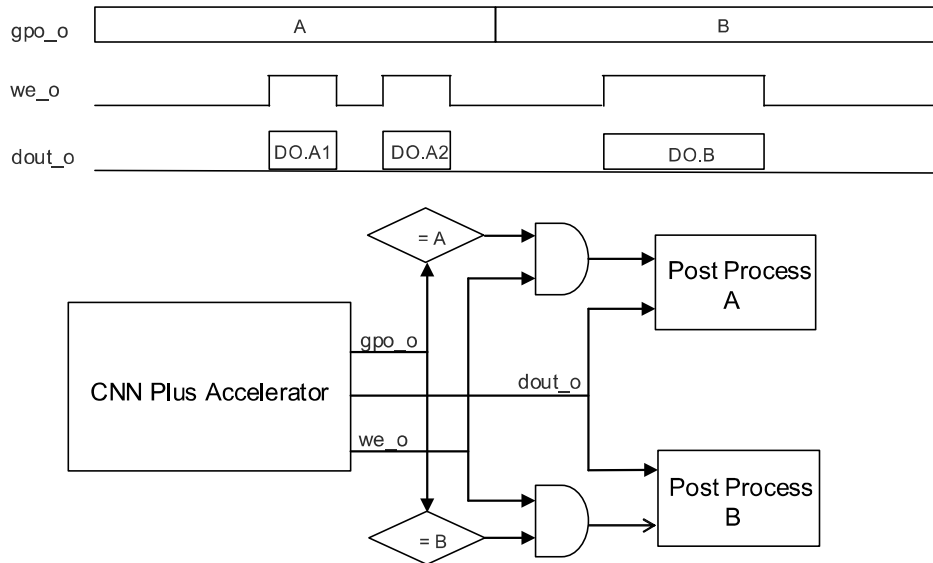 gpo_o
A
B
we_o
dout_o
DO.A1
DO.A2
DO.B
= A
Post Process
A
CNN Plus Accelerator
gpo_o
dout_o
we_o
Post Process
B
= B